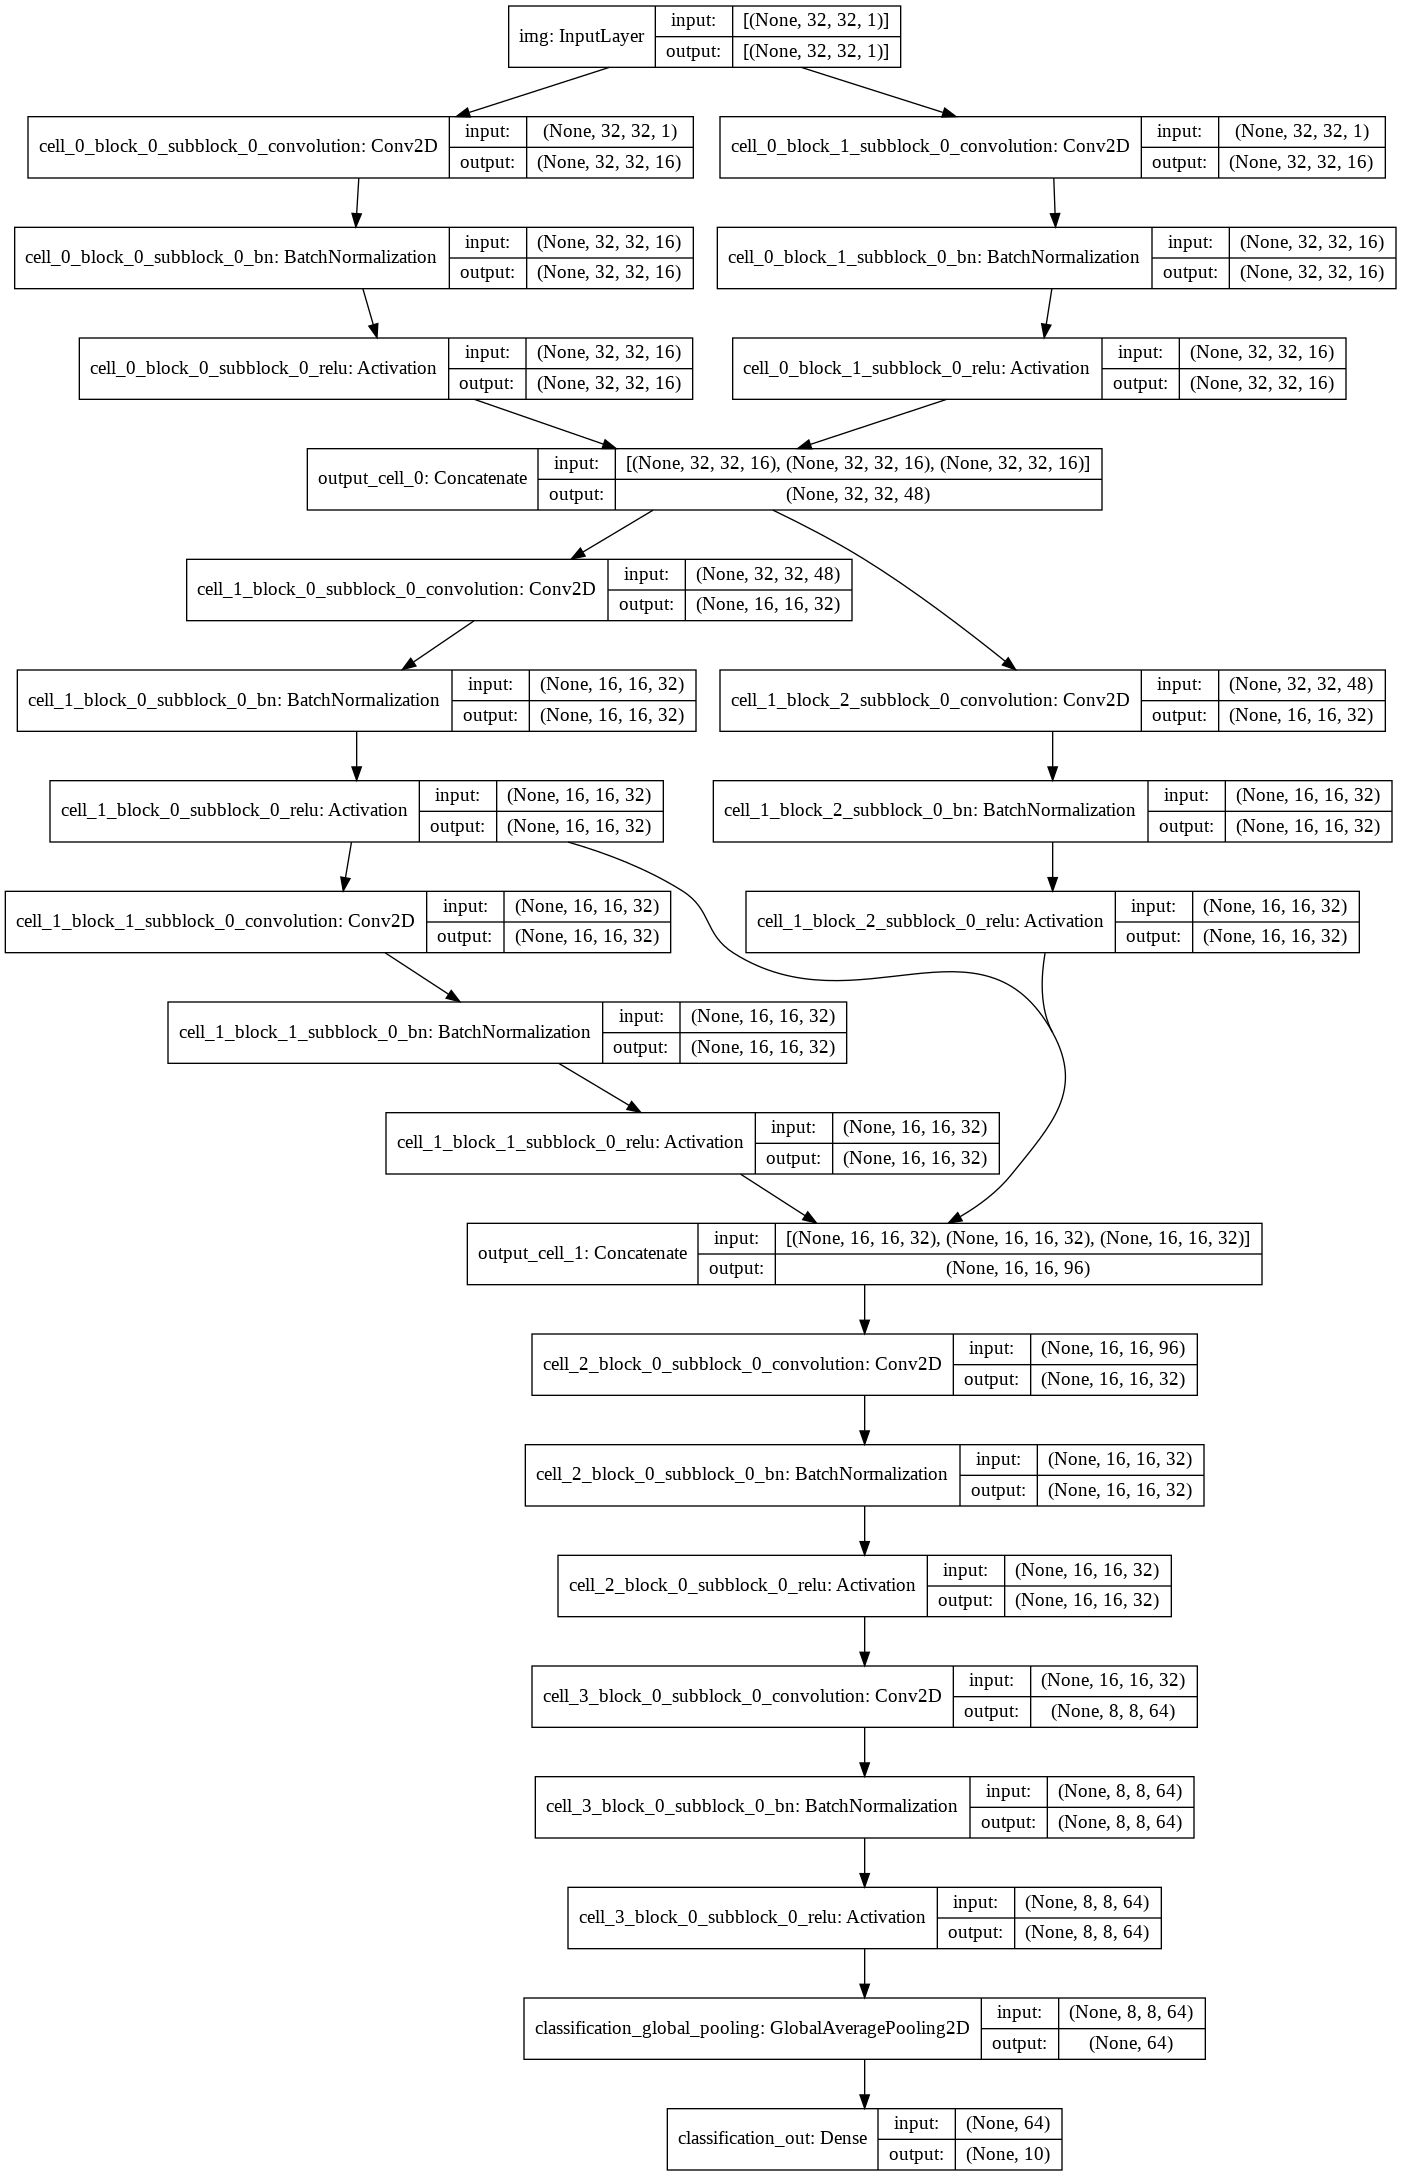 img: InputLayer
input: [(None, 32, 32, 1)]
output: [(None, 32, 32, 1)]
cell_0_block_0_subblock_0_convolution: Conv2D
input: (None, 32, 32, 1)
output: (None, 32, 32, 16)
cell_0_block_1_subblock_0_convolution: Conv2D
input: (None, 32, 32, 1)
output: (None, 32, 32, 16)
cell_0_block_0_subblock_0_bn: BatchNormalization
input: (None, 32, 32, 16)
output: (None, 32, 32, 16)
cell_0_block_1_subblock_0_bn: BatchNormalization
input: (None, 32, 32, 16)
output: (None, 32, 32, 16)
cell_0_block_0_subblock_0_relu: Activation
input: (None, 32, 32, 16)
output: (None, 32, 32, 16)
cell_0_block_1_subblock_0_relu: Activation
input: (None, 32, 32, 16)
output: (None, 32, 32, 16)
output_cell_0: Concatenate
input: [(None, 32, 32, 16), (None, 32, 32, 16), (None, 32, 32, 16)]
output: (None, 32, 32, 48)
cell_1_block_0_subblock_0_convolution: Conv2D
input: (None, 32, 32, 48)
output: (None, 16, 16, 32)
cell_1_block_0_subblock_0_bn: BatchNormalization
input: (None, 16, 16, 32)
output: (None, 16, 16, 32)
cell_1_block_2_subblock_0_convolution: Conv2D
input: (None, 32, 32, 48)
output: (None, 16, 16, 32)
cell_1_block_0_subblock_0_relu: Activation
input: (None, 16, 16, 32)
output: (None, 16, 16, 32)
cell_1_block_2_subblock_0_bn: BatchNormalization
input: (None, 16, 16, 32)
output: (None, 16, 16, 32)
cell_1_block_1_subblock_0_convolution: Conv2D
input: (None, 16, 16, 32)
output: (None, 16, 16, 32)
cell_1_block_2_subblock_0_relu: Activation
input: (None, 16, 16, 32)
output: (None, 16, 16, 32)
cell_1_block_1_subblock_0_bn: BatchNormalization
input: (None, 16, 16, 32)
output: (None, 16, 16, 32)
cell_1_block_1_subblock_0_relu: Activation
input: (None, 16, 16, 32)
output: (None, 16, 16, 32)
output_cell_1: Concatenate
input: [(None, 16, 16, 32), (None, 16, 16, 32), (None, 16, 16, 32)]
output: (None, 16, 16, 96)
cell_2_block_0_subblock_0_convolution: Conv2D
input: (None, 16, 16, 96)
output: (None, 16, 16, 32)
cell_2_block_0_subblock_0_bn: BatchNormalization
input: (None, 16, 16, 32)
output: (None, 16, 16, 32)
cell_2_block_0_subblock_0_relu: Activation
input: (None, 16, 16, 32)
output: (None, 16, 16, 32)
cell_3_block_0_subblock_0_convolution: Conv2D
input: (None, 16, 16, 32)
output: (None, 8, 8, 64)
cell_3_block_0_subblock_0_bn: BatchNormalization
input: (None, 8, 8, 64)
output: (None, 8, 8, 64)
cell_3_block_0_subblock_0_relu: Activation
input: (None, 8, 8, 64)
output: (None, 8, 8, 64)
classification_global_pooling: GlobalAveragePooling2D
input: (None, 8, 8, 64)
output: (None, 64)
classification_out: Dense
input: (None, 64)
output: (None, 10)